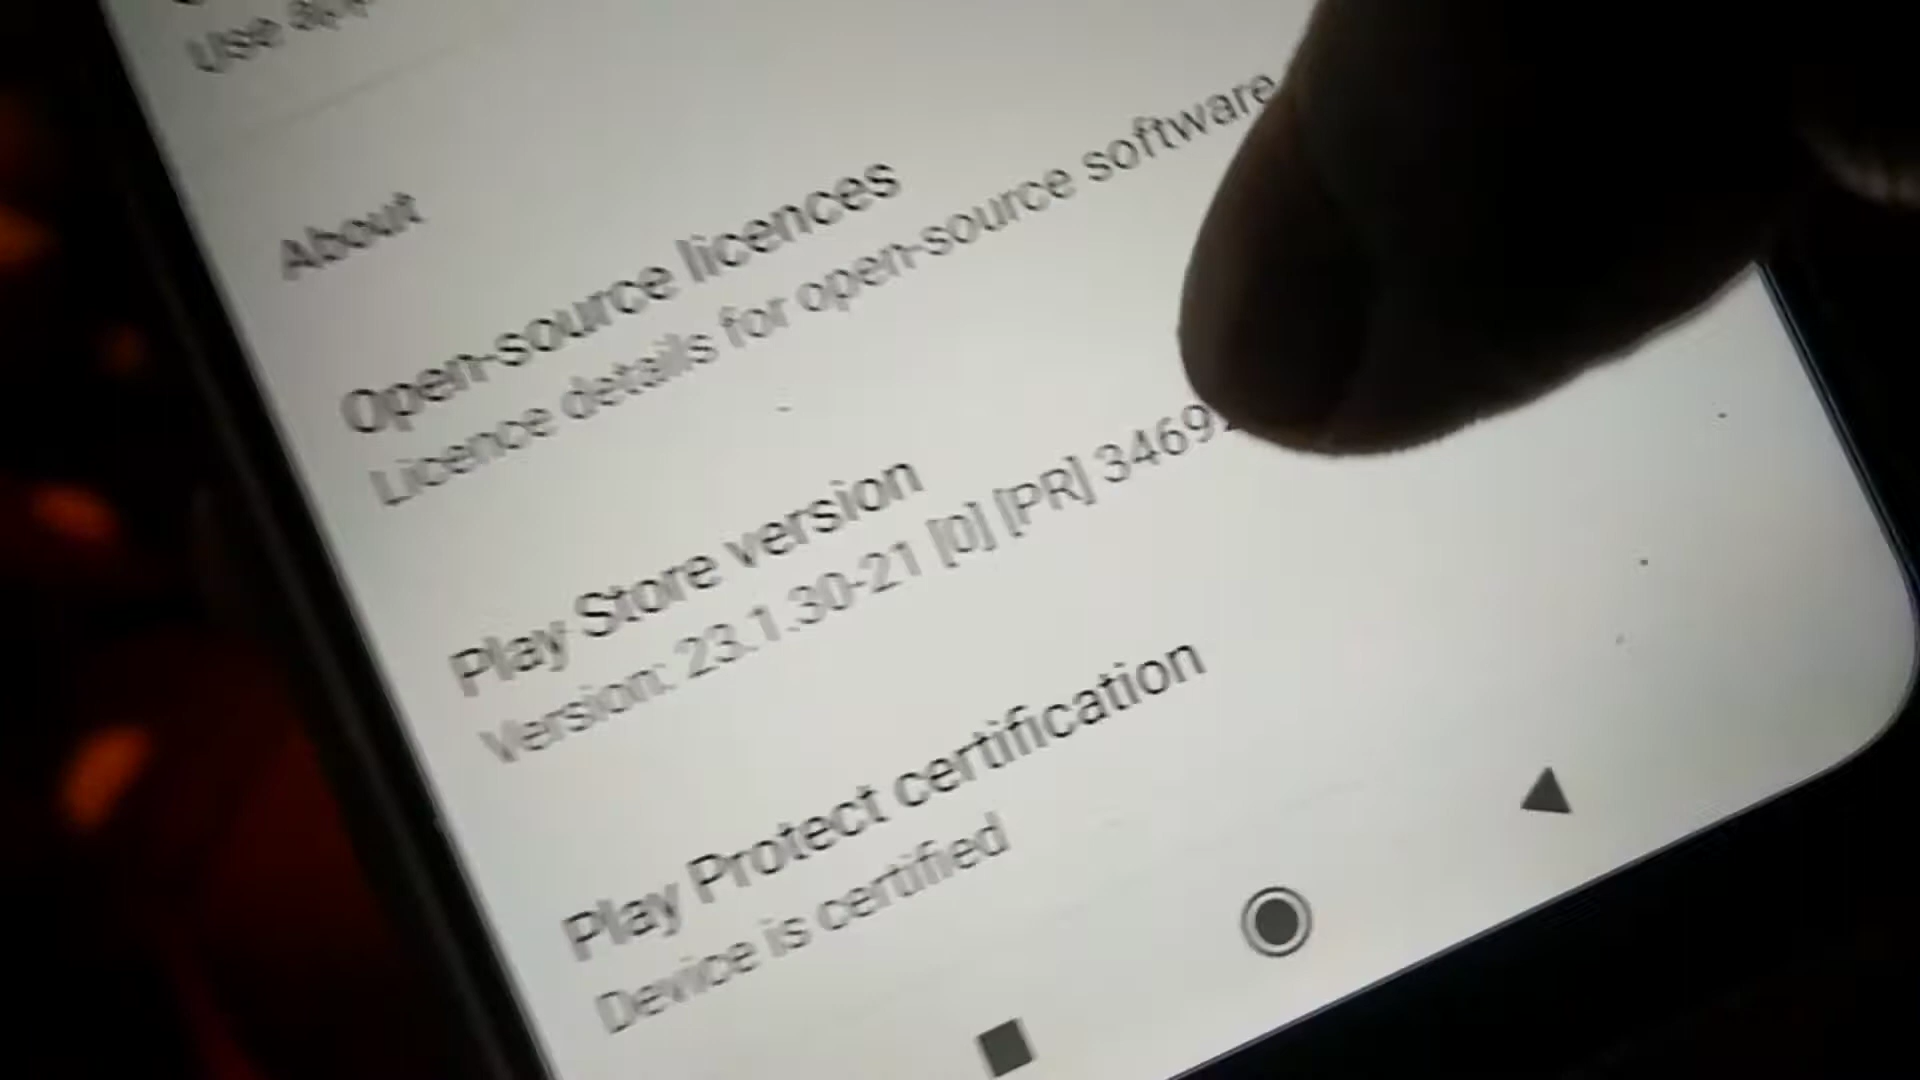 Use
About
Open-source licences
Licence details for open-source software
Play Store version
Version: 23.1.30-21 [0] [PR] 3469
Play Protect certification
Device is certified